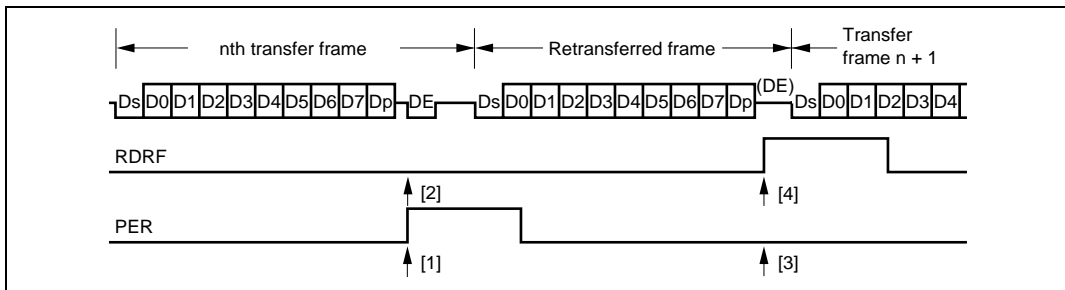 nth transfer frame
Retransferred frame
Transfer
frame n + 1
Ds D0 D1 D2 D3 D4 D5 D6 D7 Dp DE Ds D0 D1 D2 D3 D4 D5 D6 D7 Dp (DE) Ds D0 D1 D2 D3 D4
RDRF
[2] [4]
PER
[1] [3]